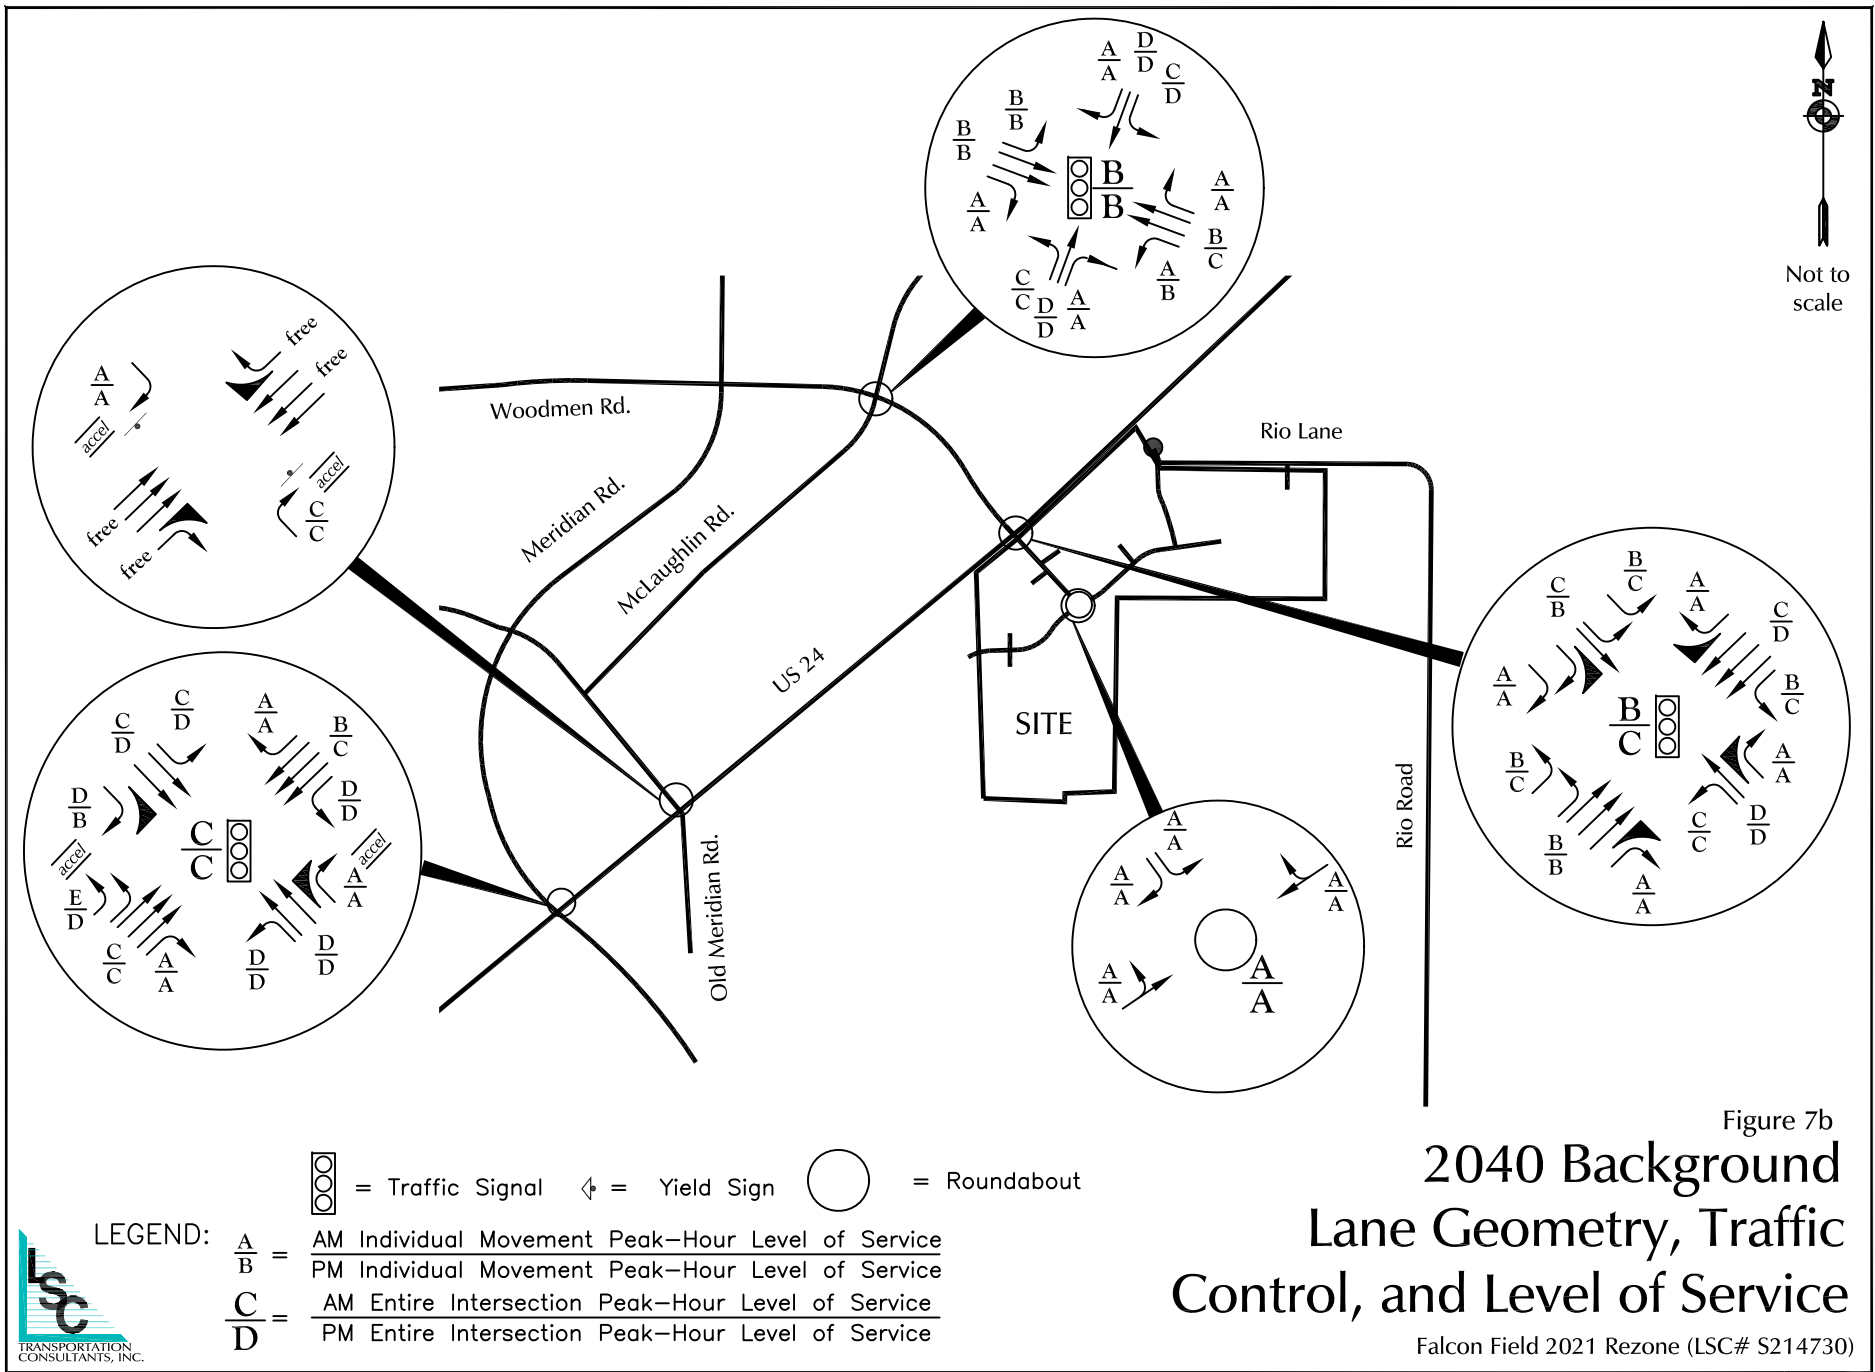 A
A
D
D
C
D
B
B
B
B
A
A
B
B
A
A
B
C
A
B
C
C
D
D
A
A
N
Not to
scale
free
free
A
A
accel
accel
C
C
free
free
Woodmen Rd.
Rio Lane
Meridian Rd.
McLaughlin Rd.
US 24
SITE
Rio Road
Old Meridian Rd.
B
C
C
B
A
A
C
D
A
A
B
C
B
C
B
C
A
A
D
D
C
C
B
B
A
A
C
D
C
D
A
A
B
C
D
B
D
D
accel
accel
C
C
A
A
E
D
C
C
A
A
D
D
D
D
A
A
A
A
A
A
A
A
A
A
Figure 7b
2040 Background
Lane Geometry, Traffic
Control, and Level of Service
Falcon Field 2021 Rezone (LSC# S214730)
= Traffic Signal = Yield Sign = Roundabout
LEGEND:
A
B
=
AM Individual Movement Peak-Hour Level of Service
PM Individual Movement Peak-Hour Level of Service
C
D
=
AM Entire Intersection Peak-Hour Level of Service
PM Entire Intersection Peak-Hour Level of Service
LSC
TRANSPORTATION
CONSULTANTS, INC.